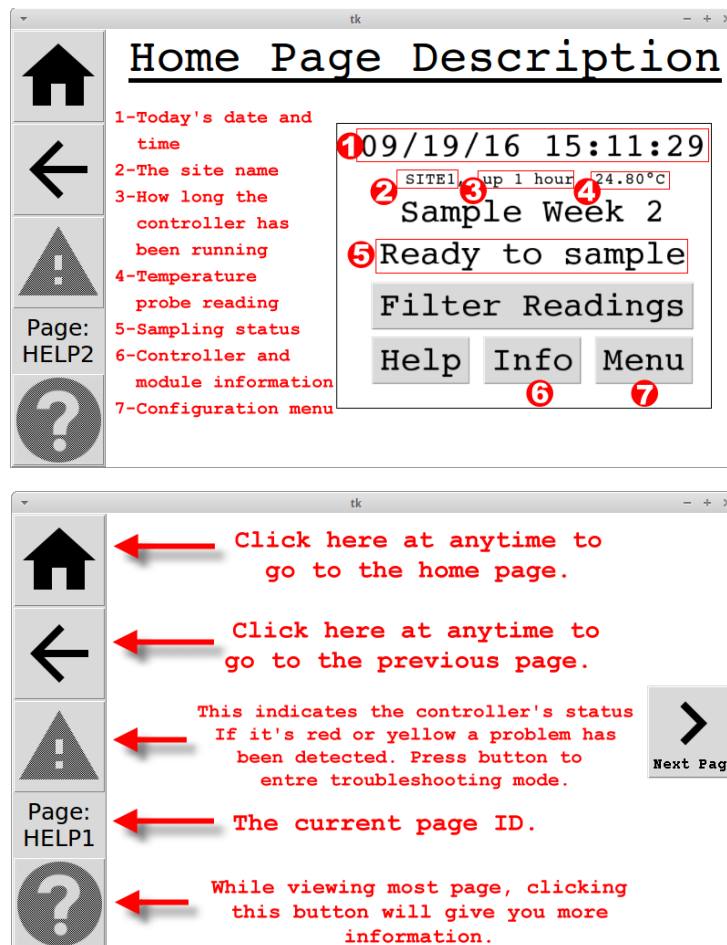 tk
Home Page Description
1-Today's date and
time
2-The site name
3-How long the
controller has
been running
4-Temperature
probe reading
5-Sampling status
6-Controller and
module information
7-Configuration menu
1 09/19/16 15:11:29
2 SITE1, 3 up 1 hour, 4 24.80°C
Sample Week 2
5 Ready to sample
Filter Readings
Help Info Menu
6 7
Page:
HELP2
?
tk
Click here at anytime to
go to the home page.
Click here at anytime to
go to the previous page.
This indicates the controller's status
If it's red or yellow a problem has
been detected. Press button to
entre troubleshooting mode.
Next Pag
Page:
HELP1
The current page ID.
?
While viewing most page, clicking
this button will give you more
information.